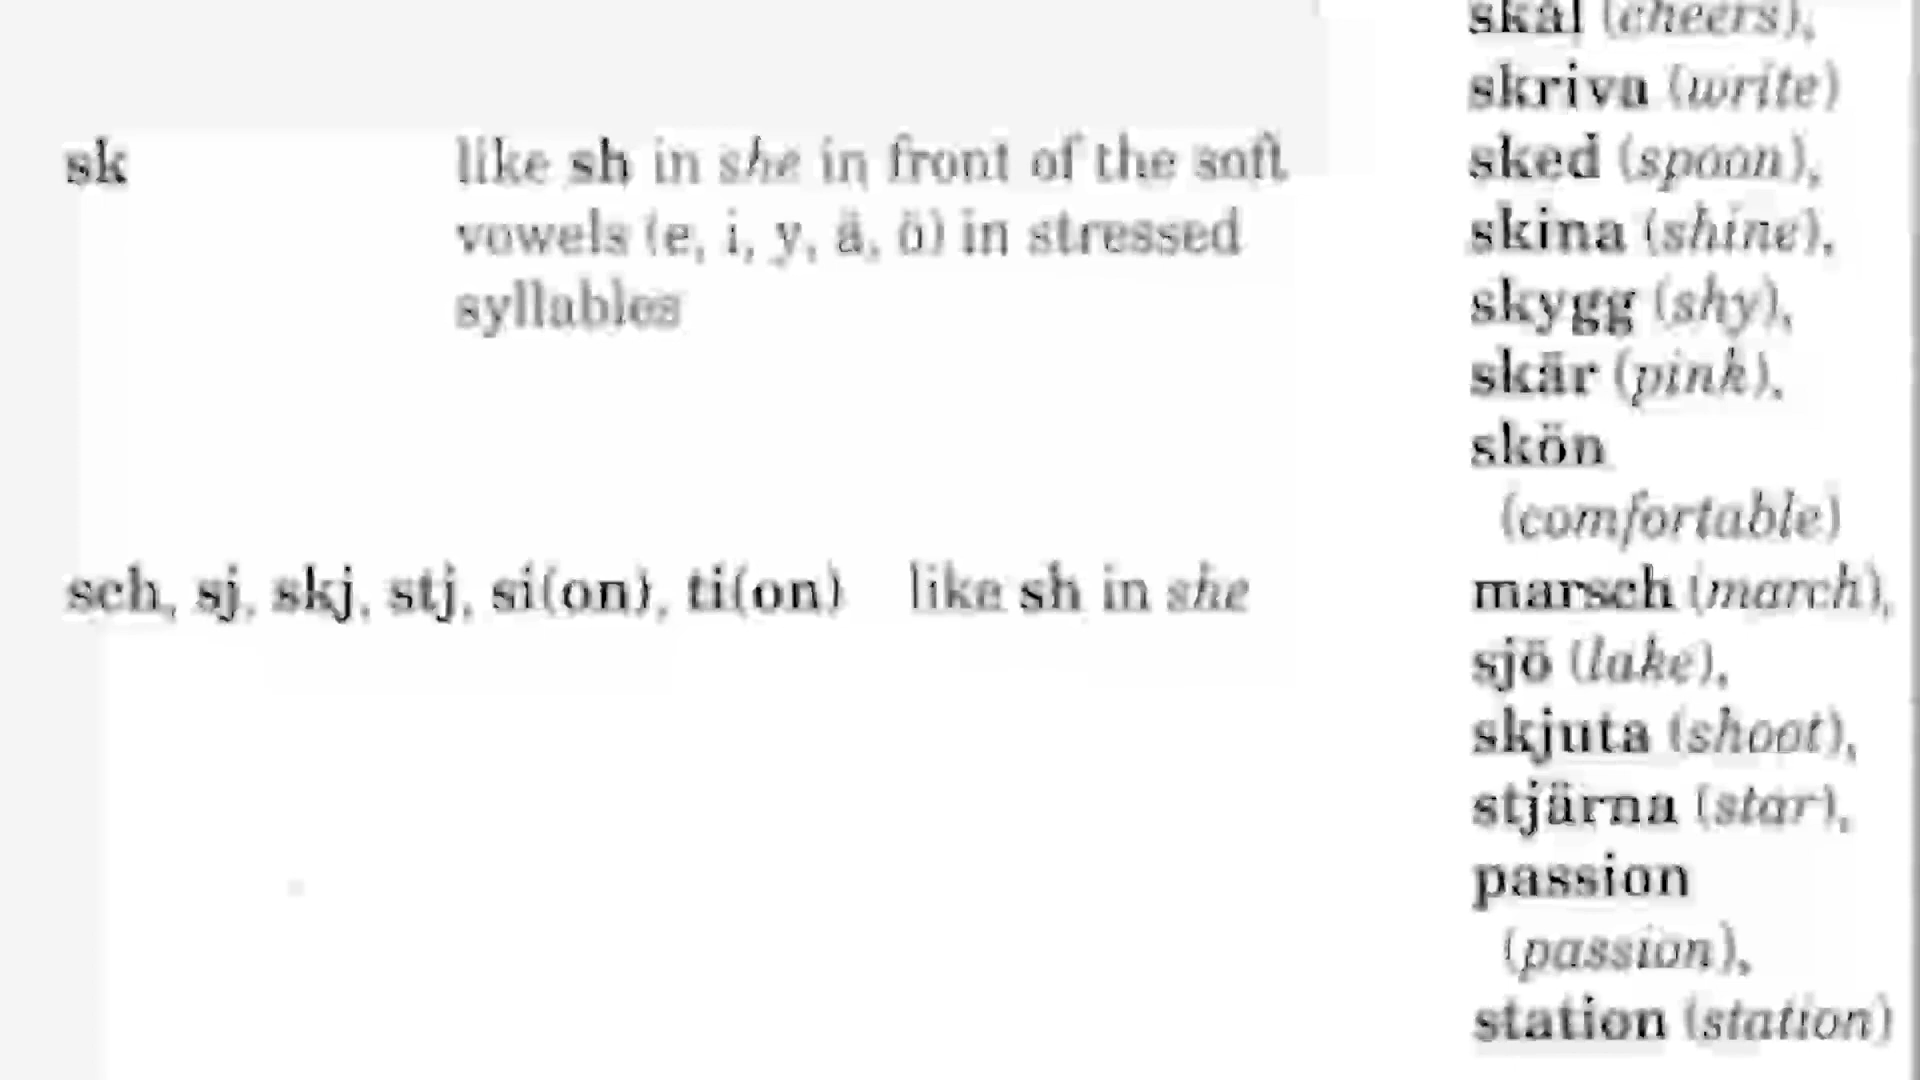 skål (cheers),
skriva (write)
sk like sh in she in front of the soft sked (spoon),
vowels (e, i, y, ä, ö) in stressed skina (shine),
syllables skygg (shy),
skär (pink),
skön
(comfortable)
sch, sj, skj, stj, si(on), ti(on) like sh in she marsch (march),
sjö (lake),
skjuta (shoot),
stjärna (star),
passion
(passion),
station (station)